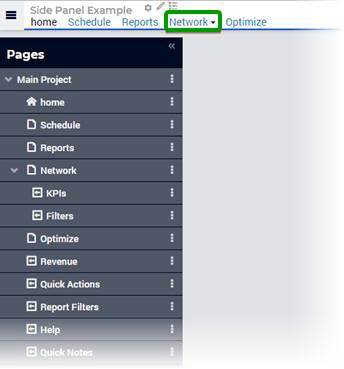 Side Panel Example
home Schedule Reports Network Optimize
Pages
Main Project
home
Schedule
Reports
Network
KPIs
Filters
Optimize
Revenue
Quick Actions
Report Filters
Help
Quick Notes